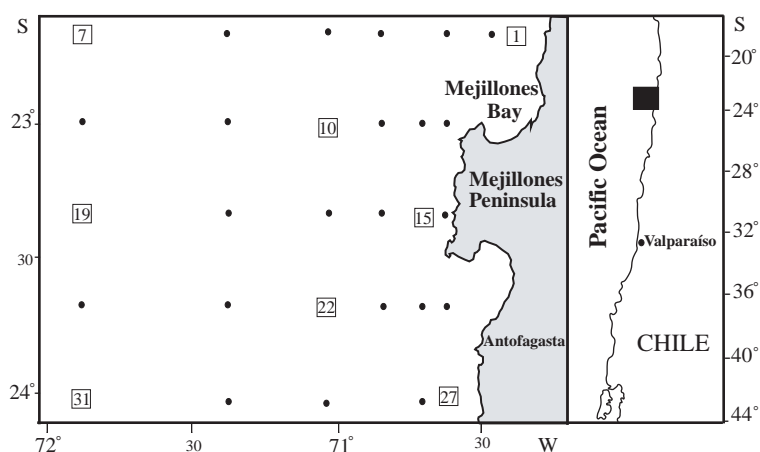 S
7
1
Mejillones
Bay
23°
10
Mejillones
Peninsula
19
15
30
22
Antofagasta
24°
31
27
72°
30
71°
30
W
S
20°
24°
28°
Pacific Ocean
32°
Valparaíso
36°
CHILE
40°
44°